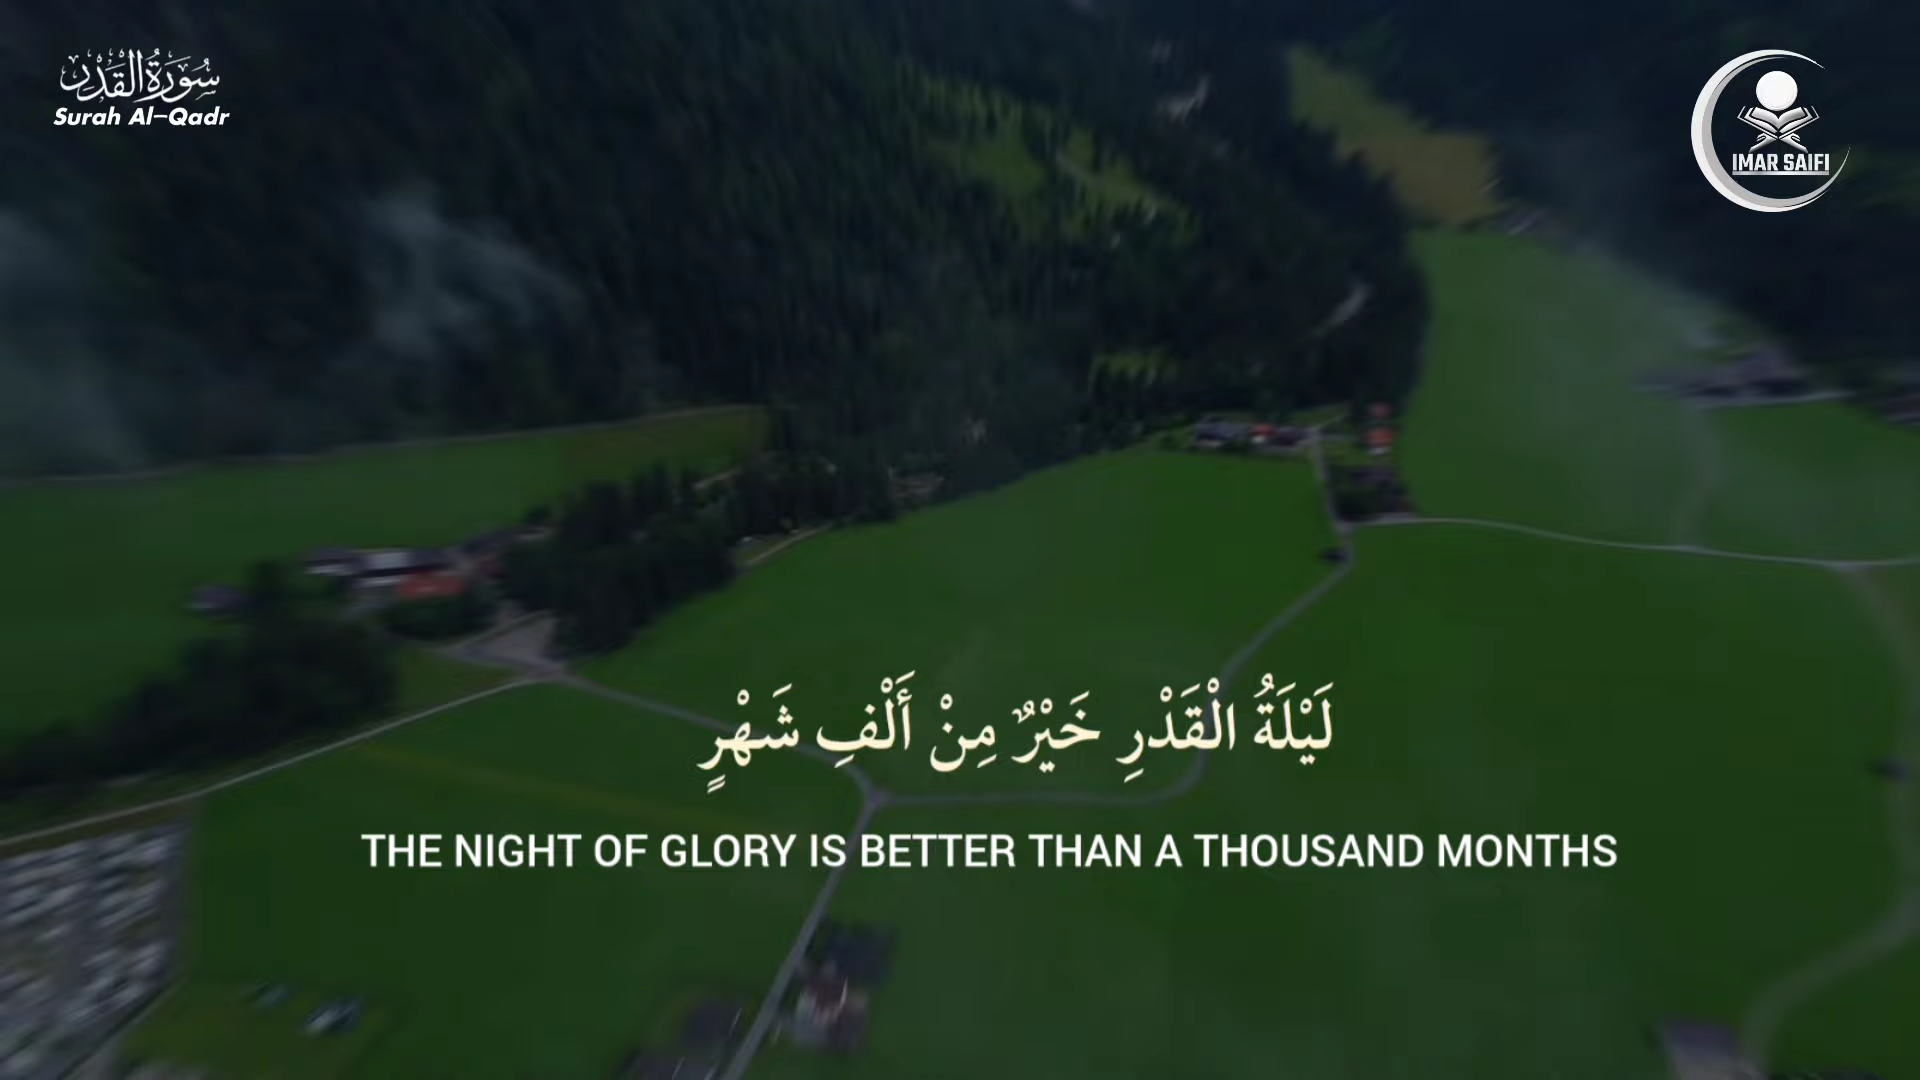 سُورَةُ القَدْرِ
Surah Al-Qadr
IMAR SAIFI
لَيْلَةُ الْقَدْرِ خَيْرٌ مِنْ أَلْفِ شَهْرٍ
THE NIGHT OF GLORY IS BETTER THAN A THOUSAND MONTHS